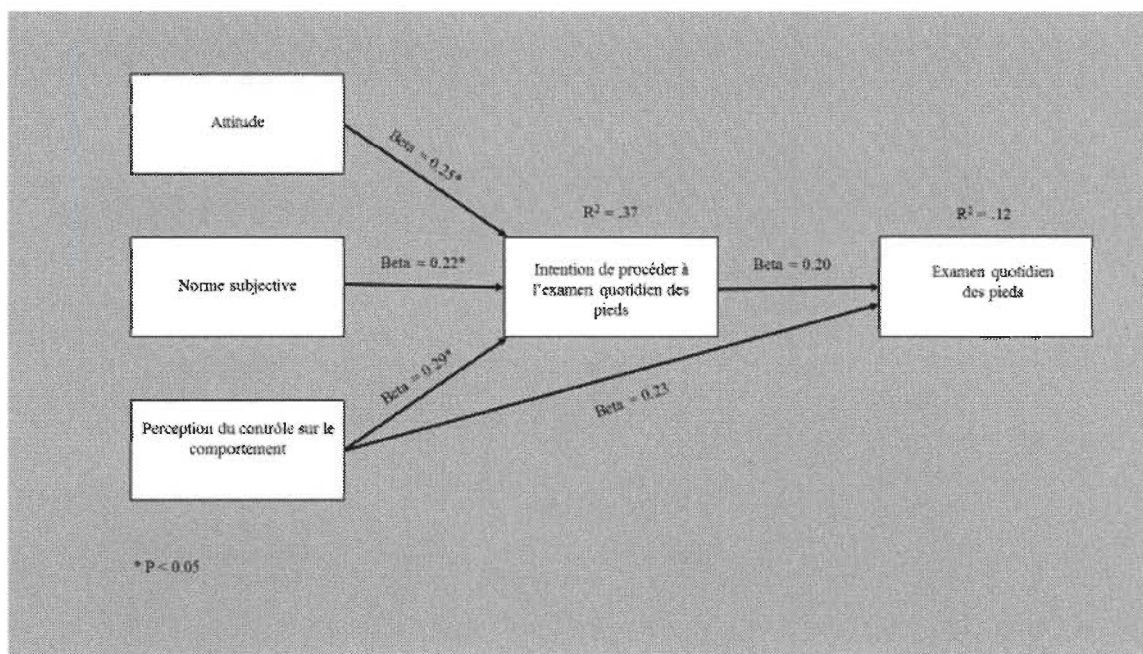 Attitude
Beta = 0.25*
R² = .37
R² = .12
Norme subjective
Beta = 0.22*
Intention de procéder à
l'examen quotidien des
pieds
Beta = 0.20
Examen quotidien
des pieds
Beta = 0.29*
Beta = 0.23
Perception du contrôle sur le
comportement
* P < 0.05